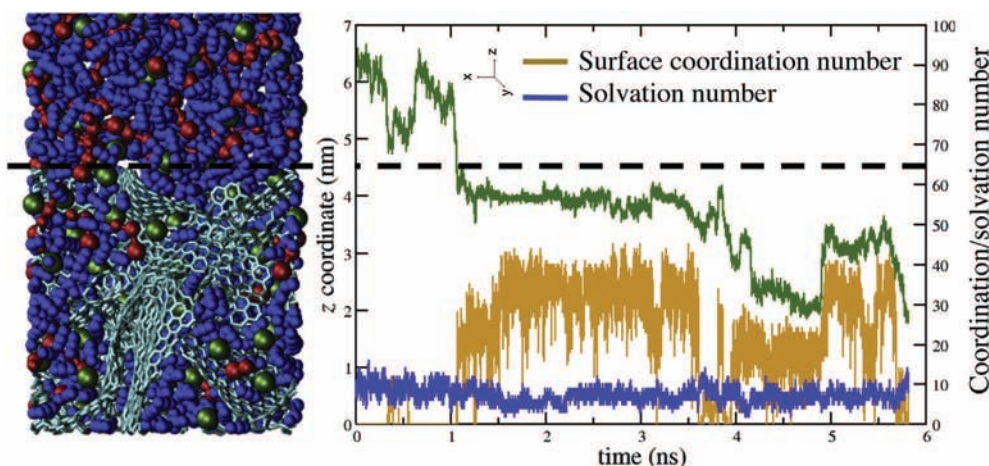 7
6
5
4
3
2
1
0
z coordinate (nm)
z
x
y
Surface coordination number
Solvation number
100
90
80
70
60
50
40
30
20
10
0
Coordination/solvation number
0 1 2 3 4 5 6
time (ns)